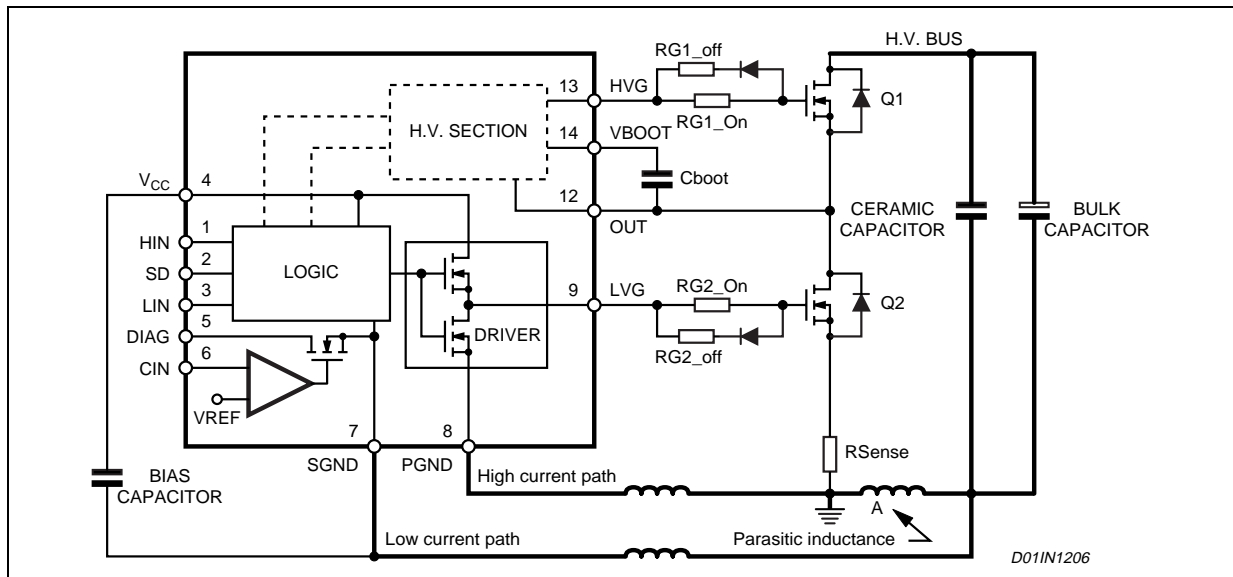 H.V. BUS
RG1_off
13
HVG
Q1
RG1_On
H.V. SECTION
14
VBOOT
Cboot
VCC
4
12
OUT
CERAMIC
CAPACITOR
BULK
CAPACITOR
1
HIN
2
SD
LOGIC
3
LIN
9
LVG
RG2_On
Q2
5
DIAG
DRIVER
RG2_off
6
CIN
VREF
7
8
SGND
PGND
RSense
BIAS
CAPACITOR
High current path
A
Low current path
Parasitic inductance
D01IN1206